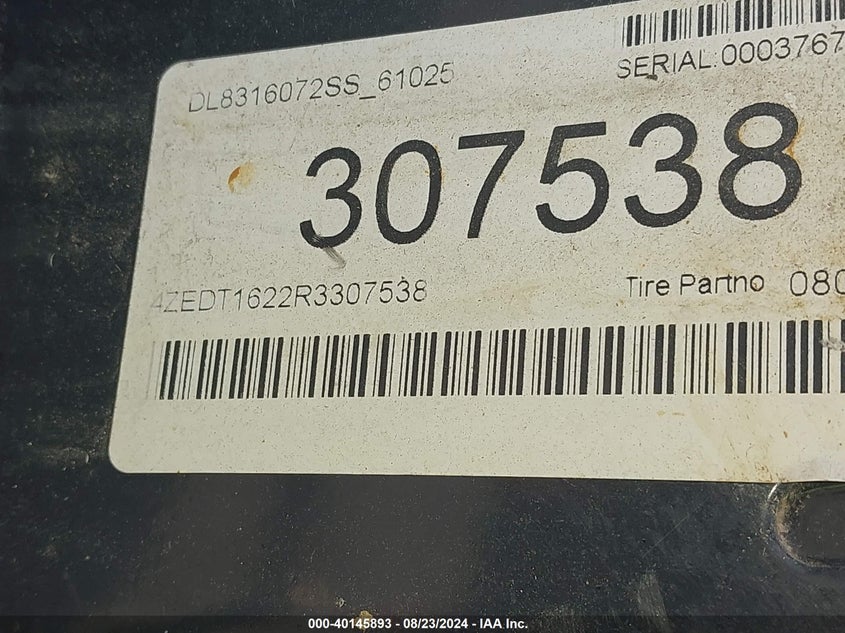 DL8316072SS_61025
SERIAL:0003767
307538
4ZEDT1622R3307538
Tire Partno 080
000-40145893 - 08/23/2024 - IAA Inc.